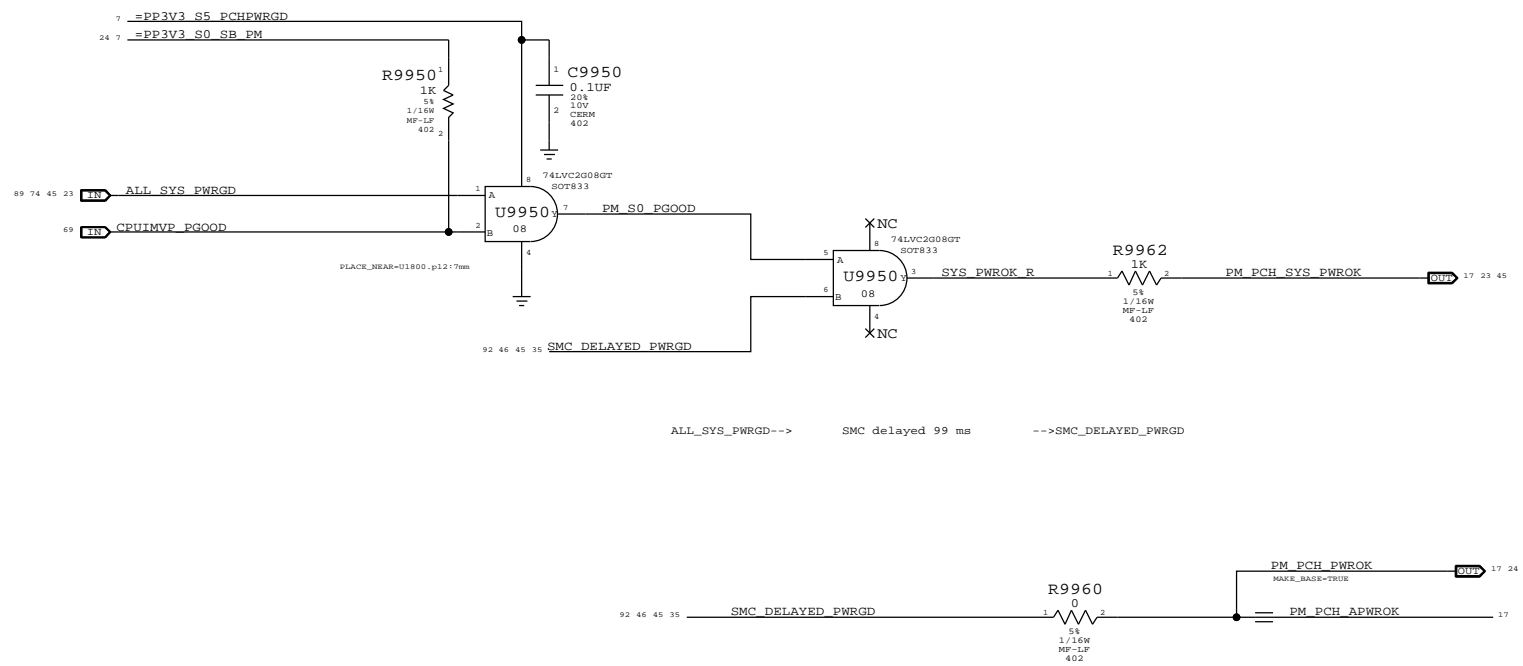 7 =PP3V3_S5_PCHPWRGD
24 7 =PP3V3_S0_SB_PM
R9950 1
1K
5%
1/16W
MF-LF
402 2
1 C9950
0.1UF
20%
2 10V
CERM
402
89 74 45 23 IN ALL_SYS_PWRGD
69 IN CPUIMVP_PGOOD
PLACE_NEAR=U1800.p12:7mm
8 74LVC2G08GT
SOT833
1 A
U9950 Y 7
08
2 B
4
PM_S0_PGOOD
NC
8 74LVC2G08GT
SOT833
5 A
U9950 Y 3
08
6 B
4
NC
SYS_PWROK_R
R9962
1K
1 2
5%
1/16W
MF-LF
402
PM_PCH_SYS_PWROK OUT 17 23 45
92 46 45 35 SMC_DELAYED_PWRGD
ALL_SYS_PWRGD--> SMC delayed 99 ms -->SMC_DELAYED_PWRGD
PM_PCH_PWROK OUT 17 24
MAKE_BASE=TRUE
92 46 45 35 SMC_DELAYED_PWRGD
R9960
0
1 2
5%
1/16W
MF-LF
402
PM_PCH_APWROK 17